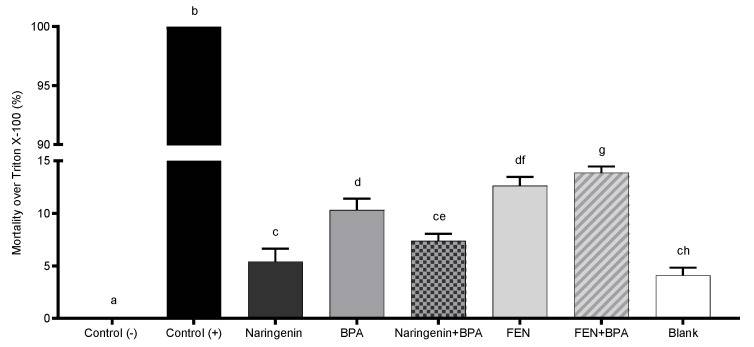 b
100
95
90
15
10
5
0
Mortality over Triton X-100 (%)
a
c
d
ce
df
g
ch
Control (-) Control (+) Naringenin BPA Naringenin+BPA FEN FEN+BPA Blank